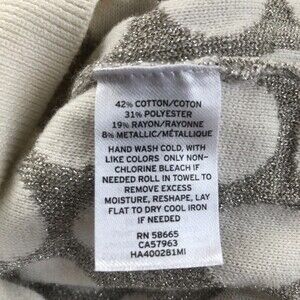 42% COTTON/COTON
31% POLYESTER
19% RAYON/RAYONNE
8% METALLIC/MÉTALLIQUE
HAND WASH COLD, WITH
LIKE COLORS ONLY NON-
CHLORINE BLEACH IF
NEEDED ROLL IN TOWEL TO
REMOVE EXCESS
MOISTURE, RESHAPE, LAY
FLAT TO DRY COOL IRON
IF NEEDED
RN 58665
CA57963
HA400281MI